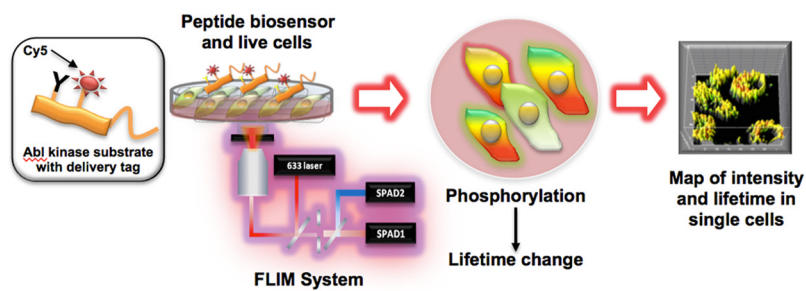 Cy5
Y
Abl kinase substrate
with delivery tag
Peptide biosensor
and live cells
633 laser
SPAD2
SPAD1
FLIM System
Phosphorylation
Lifetime change
Map of intensity
and lifetime in
single cells